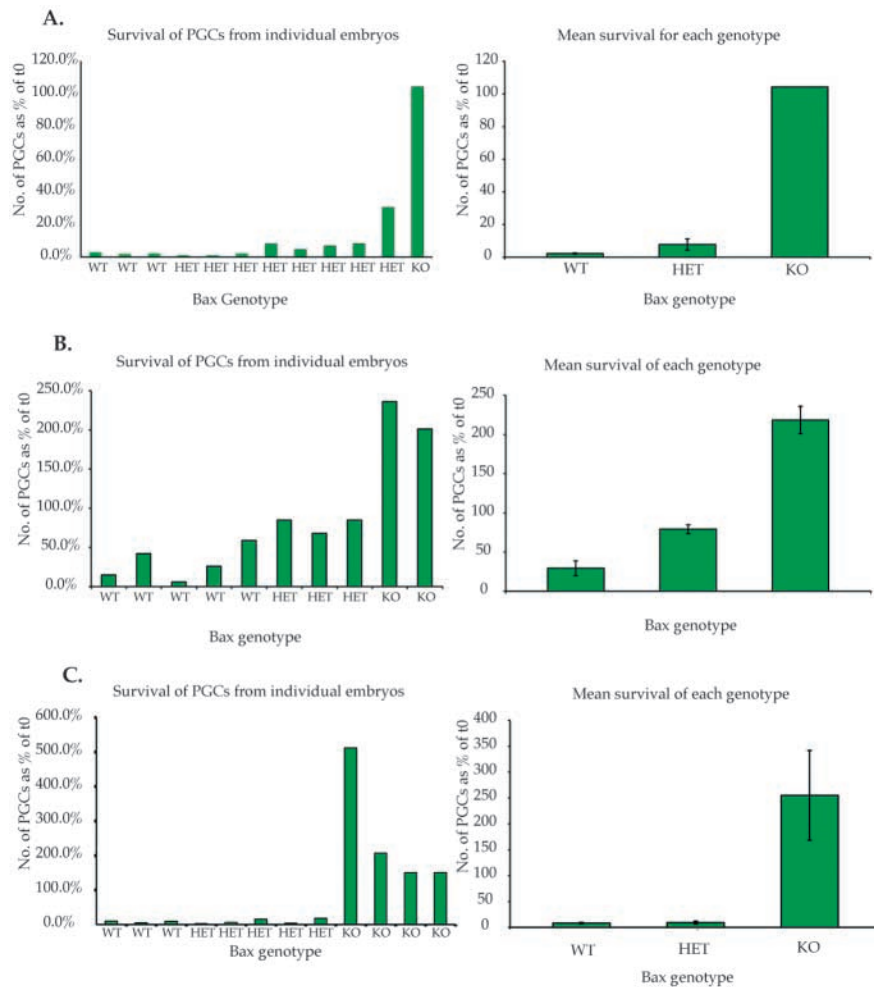 A.
Survival of PGCs from individual embryos
No. of PGCs as % of t0
120.0%
100.0%
80.0%
60.0%
40.0%
20.0%
0.0%
WT WT WT HET HET HET HET HET HET HET HET KO
Bax Genotype
Mean survival for each genotype
No. of PGCs as % of t0
120
100
80
60
40
20
0
WT HET KO
Bax genotype
B.
Survival of PGCs from individual embryos
No. of PGCs as % of t0
250.0%
200.0%
150.0%
100.0%
50.0%
0.0%
WT WT WT WT WT HET HET HET KO KO
Bax genotype
Mean survival of each genotype
No. of PGCs as % of t0
250
200
150
100
50
0
Bax genotype
C.
Survival of PGCs from individual embryos
No. of PGCs as % of t0
600.0%
500.0%
400.0%
300.0%
200.0%
100.0%
0.0%
WT WT WT HET HET HET HET HET KO KO KO KO
Bax genotype
Mean survival of each genotype
No. of PGCs as % of t0
400
350
300
250
200
150
100
50
0
WT HET KO
Bax genotype